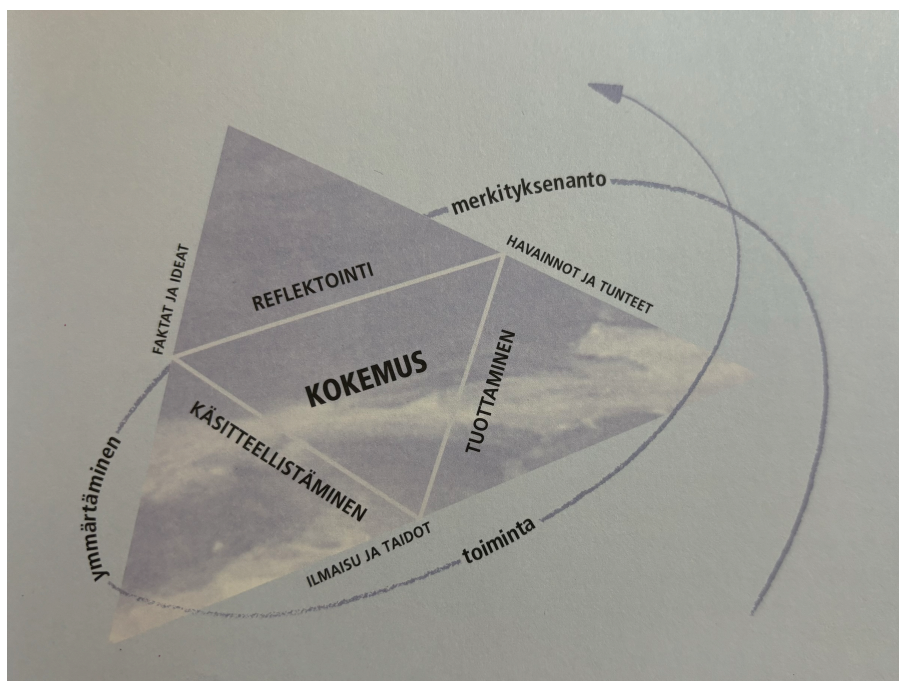 merkityksenanto
HAVAINNOT JA TUNTEET
FAKTAT JA IDEAT
REFLEKTOINTI
KOKEMUS
TUOTTAMINEN
KÄSITTEELLISTÄMINEN
ymmärtäminen
ILMAISU JA TAIDOT
toiminta